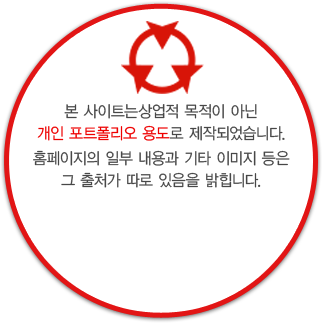 본 사이트는상업적 목적이 아닌
개인 포트폴리오 용도로 제작되었습니다.
홈페이지의 일부 내용과 기타 이미지 등은
그 출처가 따로 있음을 밝힙니다.